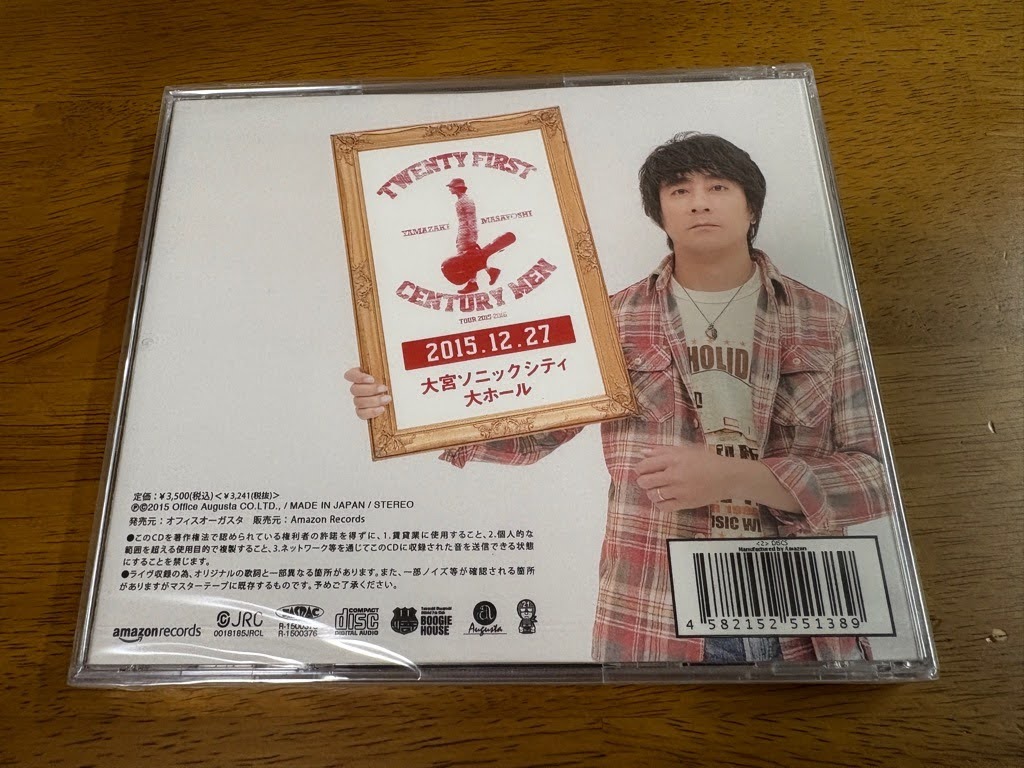 TWENTY FIRST
YAMAZAKI MASAYOSHI
CENTURY MEN
TOUR 2015-2016
2015.12.27
大宮ソニックシティ
大ホール
HOLID
SIC WI
定価：¥3,500(税込)＜¥3,241(税抜)＞
Ⓟ©2015 Office Augusta CO.LTD., / MADE IN JAPAN / STEREO
発売元：オフィスオーガスタ 販売元：Amazon Records
●このCDを著作権法で認められている権利者の許諾を得ずに、1.賃貸業に使用すること、2.個人的な
範囲を超える使用目的で複製すること、3.ネットワーク等を通じてこのCDに収録された音を送信できる状態
にすることを禁じます。
●ライヴ収録の為、オリジナルの歌詞と一部異なる箇所があります。また、一部ノイズ等が確認される箇所
がありますがマスターテープに既存するものです。予めご了承ください。
amazonrecords
JRC
0018185JRCL
JASRAC
R-1500375
R-1500376
COMPACT
disc
DIGITAL AUDIO
BOOGIE
HOUSE
a
Augusta
<2> DISCS
Manufactured by Amazon
4 582152 551389